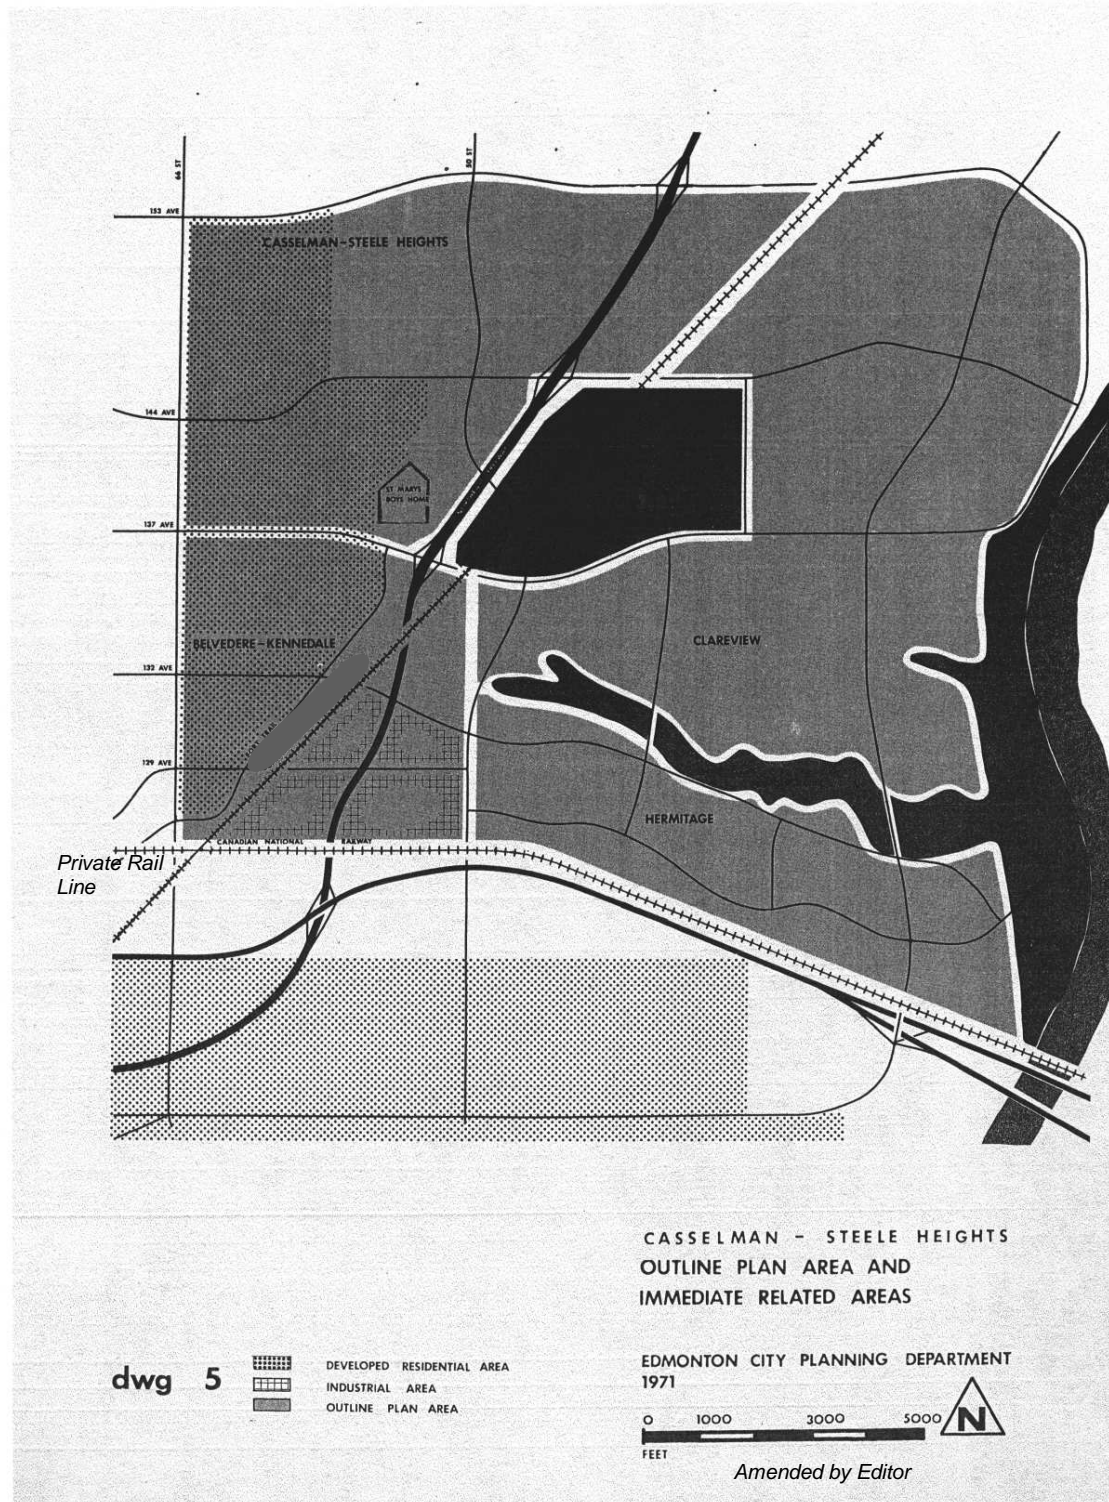 66 ST
50 ST
153 AVE
CASSELMAN–STEELE HEIGHTS
144 AVE
ST MARYS
BOYS HOME
137 AVE
BELVEDERE–KENNEDALE
CLAREVIEW
132 AVE
129 AVE
HERMITAGE
CANADIAN NATIONAL RAILWAY
Private Rail
Line
CASSELMAN – STEELE HEIGHTS
OUTLINE PLAN AREA AND
IMMEDIATE RELATED AREAS
dwg 5
DEVELOPED RESIDENTIAL AREA
INDUSTRIAL AREA
OUTLINE PLAN AREA
EDMONTON CITY PLANNING DEPARTMENT
1971
0 1000 3000 5000
FEET
N
Amended by Editor